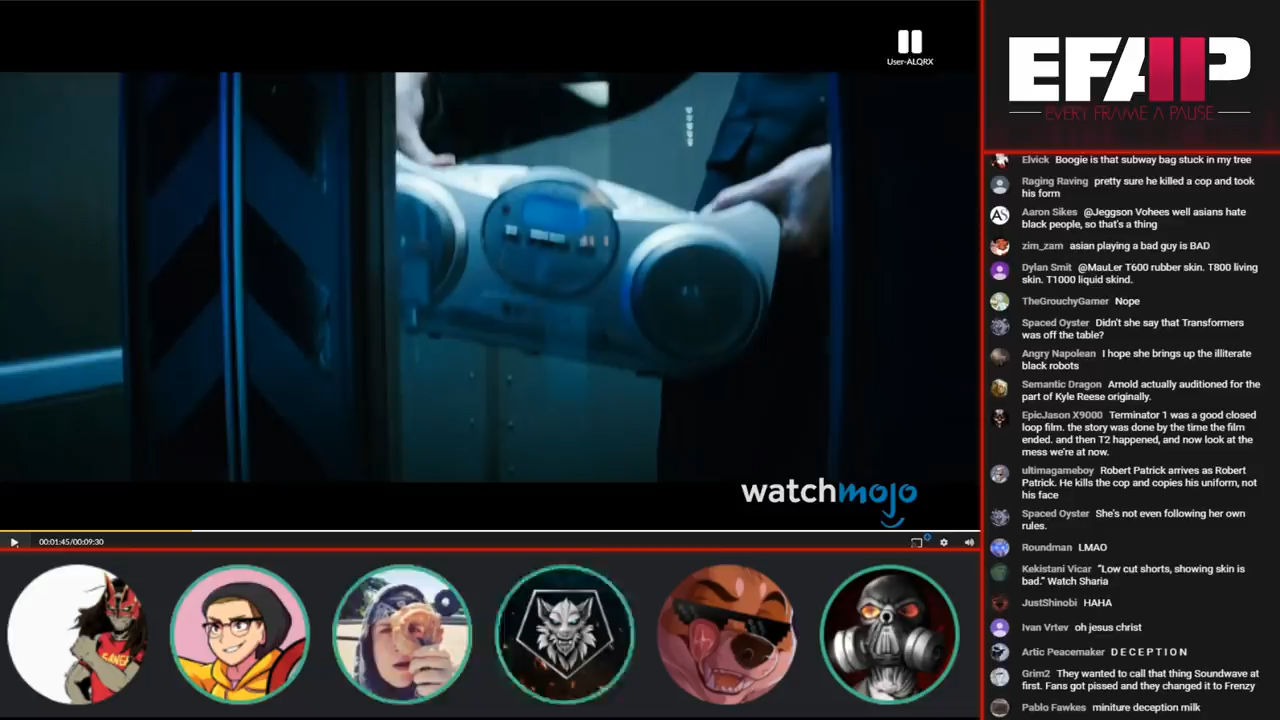 User-ALQRX
watchmojo
00:01:45/00:09:30
EFAP
EVERY FRAME A PAUSE
Elvick Boogie is that subway bag stuck in my tree
Raging Raving pretty sure he killed a cop and took
his form
Aaron Sikes @Jeggson Vohees well asians hate
black people, so that's a thing
zim_zam asian playing a bad guy is BAD
Dylan Smit @MauLer T600 rubber skin. T800 living
skin. T1000 liquid skind.
TheGrouchyGamer Nope
Spaced Oyster Didn't she say that Transformers
was off the table?
Angry Napolean I hope she brings up the illiterate
black robots
Semantic Dragon Arnold actually auditioned for the
part of Kyle Reese originally.
EpicJason X9000 Terminator 1 was a good closed
loop film. the story was done by the time the film
ended. and then T2 happened, and now look at the
mess we're at now.
ultimagameboy Robert Patrick arrives as Robert
Patrick. He kills the cop and copies his uniform, not
his face
Spaced Oyster She's not even following her own
rules.
Roundman LMAO
Kekistani Vicar "Low cut shorts, showing skin is
bad." Watch Sharia
JustShinobi HAHA
Ivan Vrtev oh jesus christ
Artic Peacemaker D E C E P T I O N
Grim2 They wanted to call that thing Soundwave at
first. Fans got pissed and they changed it to Frenzy
Pablo Fawkes miniture deception milk